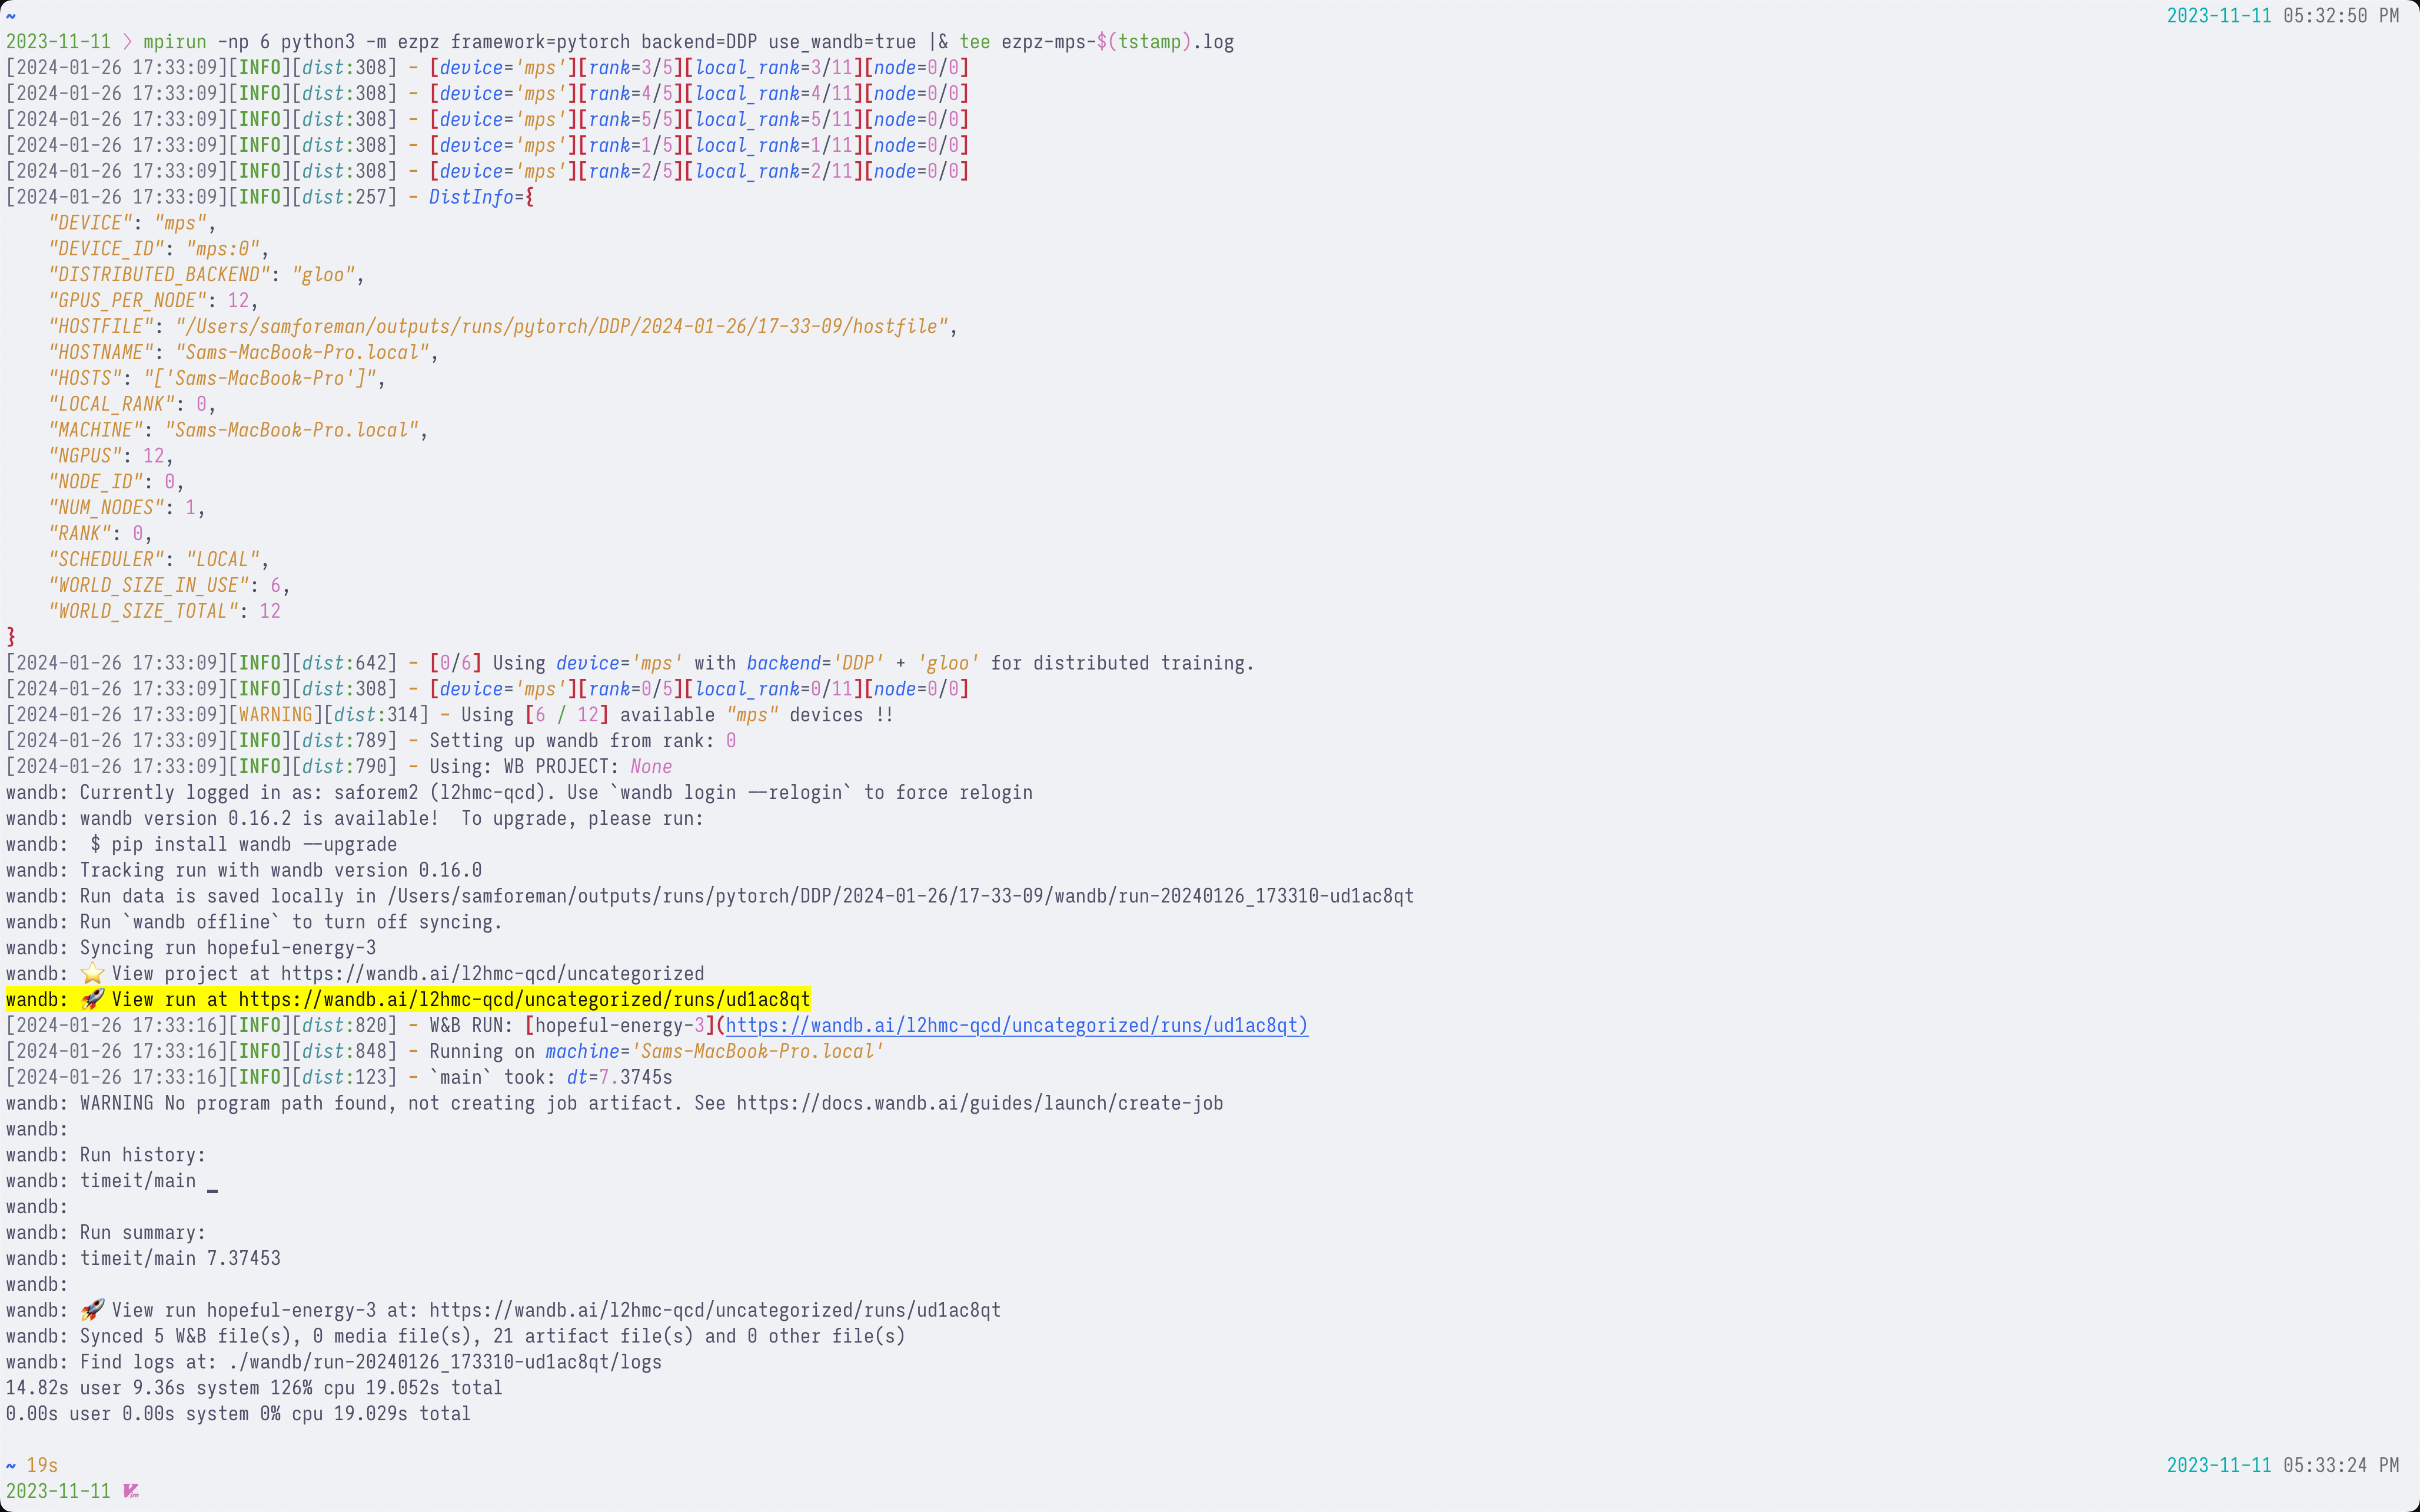 ~ 2023-11-11 05:32:50 PM
2023-11-11 〉 mpirun -np 6 python3 -m ezpz framework=pytorch backend=DDP use_wandb=true |& tee ezpz-mps-$(tstamp).log
[2024-01-26 17:33:09][INFO][dist:308] - [device='mps'][rank=3/5][local_rank=3/11][node=0/0]
[2024-01-26 17:33:09][INFO][dist:308] - [device='mps'][rank=4/5][local_rank=4/11][node=0/0]
[2024-01-26 17:33:09][INFO][dist:308] - [device='mps'][rank=5/5][local_rank=5/11][node=0/0]
[2024-01-26 17:33:09][INFO][dist:308] - [device='mps'][rank=1/5][local_rank=1/11][node=0/0]
[2024-01-26 17:33:09][INFO][dist:308] - [device='mps'][rank=2/5][local_rank=2/11][node=0/0]
[2024-01-26 17:33:09][INFO][dist:257] - DistInfo={
    "DEVICE": "mps",
    "DEVICE_ID": "mps:0",
    "DISTRIBUTED_BACKEND": "gloo",
    "GPUS_PER_NODE": 12,
    "HOSTFILE": "/Users/samforeman/outputs/runs/pytorch/DDP/2024-01-26/17-33-09/hostfile",
    "HOSTNAME": "Sams-MacBook-Pro.local",
    "HOSTS": "['Sams-MacBook-Pro']",
    "LOCAL_RANK": 0,
    "MACHINE": "Sams-MacBook-Pro.local",
    "NGPUS": 12,
    "NODE_ID": 0,
    "NUM_NODES": 1,
    "RANK": 0,
    "SCHEDULER": "LOCAL",
    "WORLD_SIZE_IN_USE": 6,
    "WORLD_SIZE_TOTAL": 12
}
[2024-01-26 17:33:09][INFO][dist:642] - [0/6] Using device='mps' with backend='DDP' + 'gloo' for distributed training.
[2024-01-26 17:33:09][INFO][dist:308] - [device='mps'][rank=0/5][local_rank=0/11][node=0/0]
[2024-01-26 17:33:09][WARNING][dist:314] - Using [6 / 12] available "mps" devices !!
[2024-01-26 17:33:09][INFO][dist:789] - Setting up wandb from rank: 0
[2024-01-26 17:33:09][INFO][dist:790] - Using: WB PROJECT: None
wandb: Currently logged in as: saforem2 (l2hmc-qcd). Use `wandb login --relogin` to force relogin
wandb: wandb version 0.16.2 is available!  To upgrade, please run:
wandb:  $ pip install wandb --upgrade
wandb: Tracking run with wandb version 0.16.0
wandb: Run data is saved locally in /Users/samforeman/outputs/runs/pytorch/DDP/2024-01-26/17-33-09/wandb/run-20240126_173310-ud1ac8qt
wandb: Run `wandb offline` to turn off syncing.
wandb: Syncing run hopeful-energy-3
wandb: ⭐ View project at https://wandb.ai/l2hmc-qcd/uncategorized
wandb: 🚀 View run at https://wandb.ai/l2hmc-qcd/uncategorized/runs/ud1ac8qt
[2024-01-26 17:33:16][INFO][dist:820] - W&B RUN: [hopeful-energy-3](https://wandb.ai/l2hmc-qcd/uncategorized/runs/ud1ac8qt)
[2024-01-26 17:33:16][INFO][dist:848] - Running on machine='Sams-MacBook-Pro.local'
[2024-01-26 17:33:16][INFO][dist:123] - `main` took: dt=7.3745s
wandb: WARNING No program path found, not creating job artifact. See https://docs.wandb.ai/guides/launch/create-job
wandb:
wandb: Run history:
wandb: timeit/main ▁
wandb:
wandb: Run summary:
wandb: timeit/main 7.37453
wandb:
wandb: 🚀 View run hopeful-energy-3 at: https://wandb.ai/l2hmc-qcd/uncategorized/runs/ud1ac8qt
wandb: Synced 5 W&B file(s), 0 media file(s), 21 artifact file(s) and 0 other file(s)
wandb: Find logs at: ./wandb/run-20240126_173310-ud1ac8qt/logs
14.82s user 9.36s system 126% cpu 19.052s total
0.00s user 0.00s system 0% cpu 19.029s total
~ 19s 2023-11-11 05:33:24 PM
2023-11-11